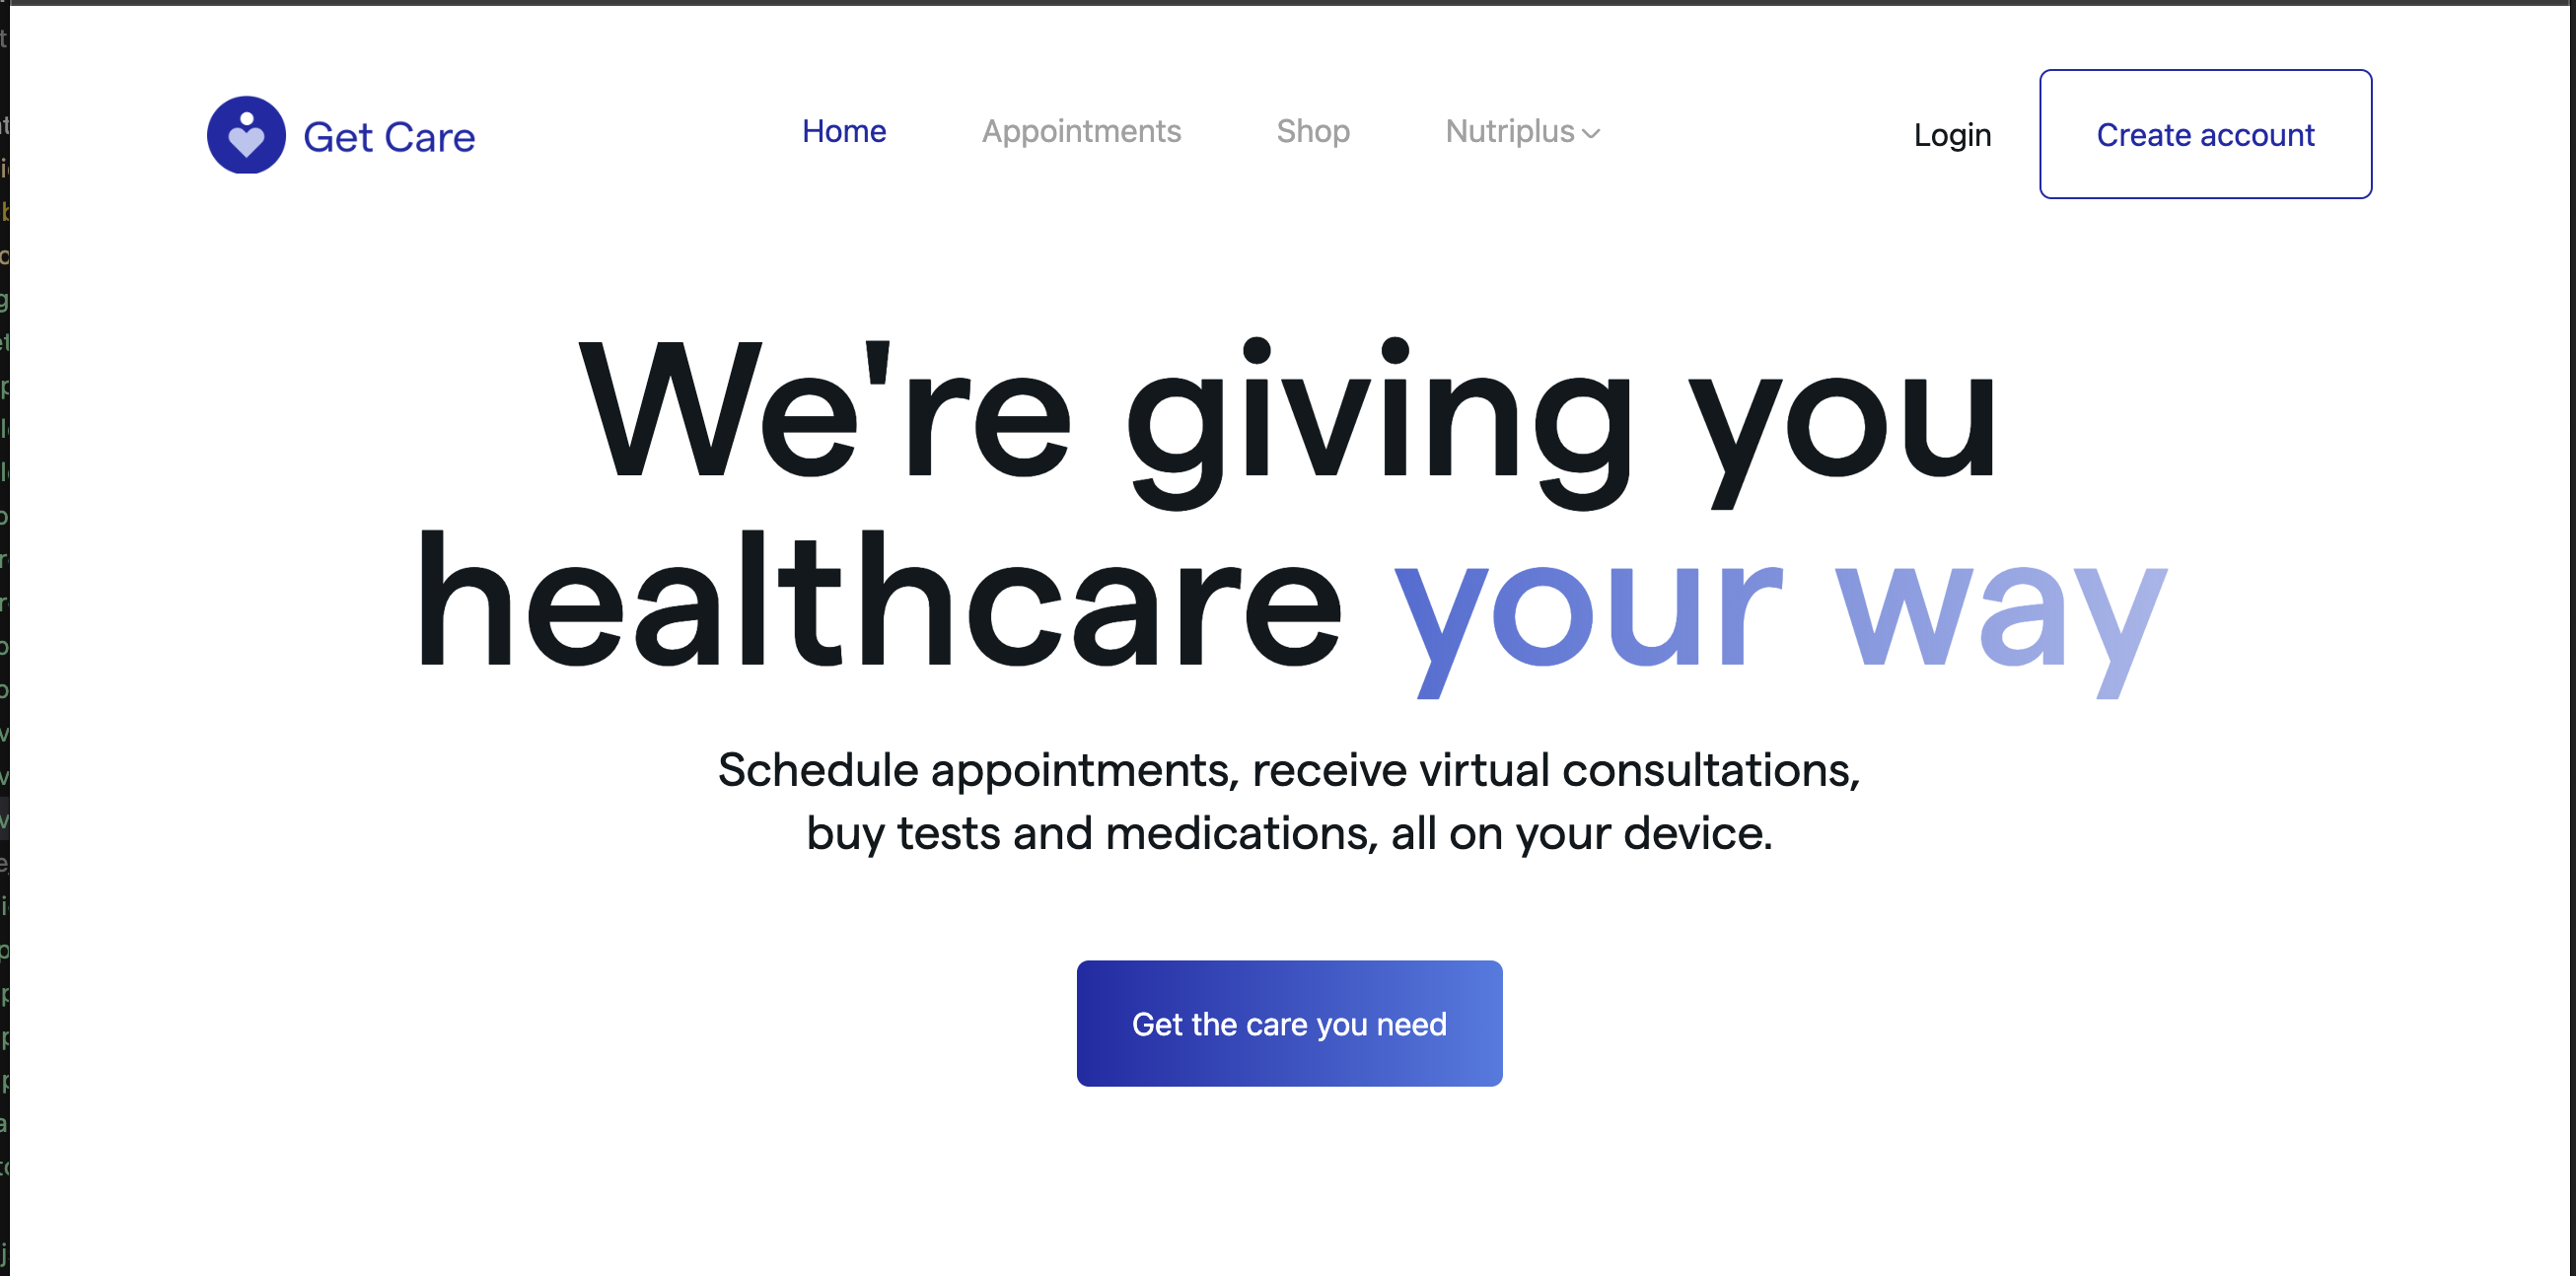 Get Care
Home Appointments Shop Nutriplus
Login
Create account
We're giving you
healthcare your way
Schedule appointments, receive virtual consultations,
buy tests and medications, all on your device.
Get the care you need